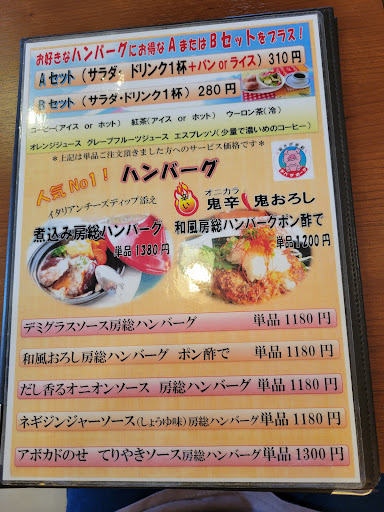 お好きなハンバーグにお得なAまたはBセットをプラス!
Aセット(サラダ・ドリンク1杯+パンorライス)310円
Bセット(サラダ・ドリンク1杯)280円
コーヒー(アイス or ホット) 紅茶(アイス or ホット) ウーロン茶(冷)
オレンジジュース グレープフルーツジュース エスプレッソ(少量で濃いめのコーヒー)
*上記は単品ご注文頂きました方へのサービス価格です*
人気No1! ハンバーグ
イタリアンチーズディップ添え
煮込み房総ハンバーグ
単品1380円
オニカラ
鬼辛 鬼おろし
和風房総ハンバーグポン酢で
単品1200円
デミグラスソース房総ハンバーグ 単品1180円
和風おろし房総ハンバーグ ポン酢で 単品1180円
だし香るオニオンソース 房総ハンバーグ 単品1180円
ネギジンジャーソース(しょうゆ味)房総ハンバーグ 単品1180円
アボカドのせ てりやきソース房総ハンバーグ 単品1300円